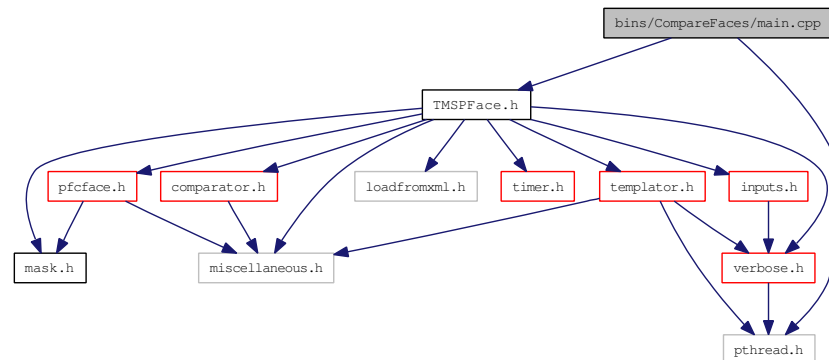 bins/CompareFaces/main.cpp
TMSPFace.h
pfcface.h
comparator.h
loadfromxml.h
timer.h
templator.h
inputs.h
mask.h
miscellaneous.h
verbose.h
pthread.h